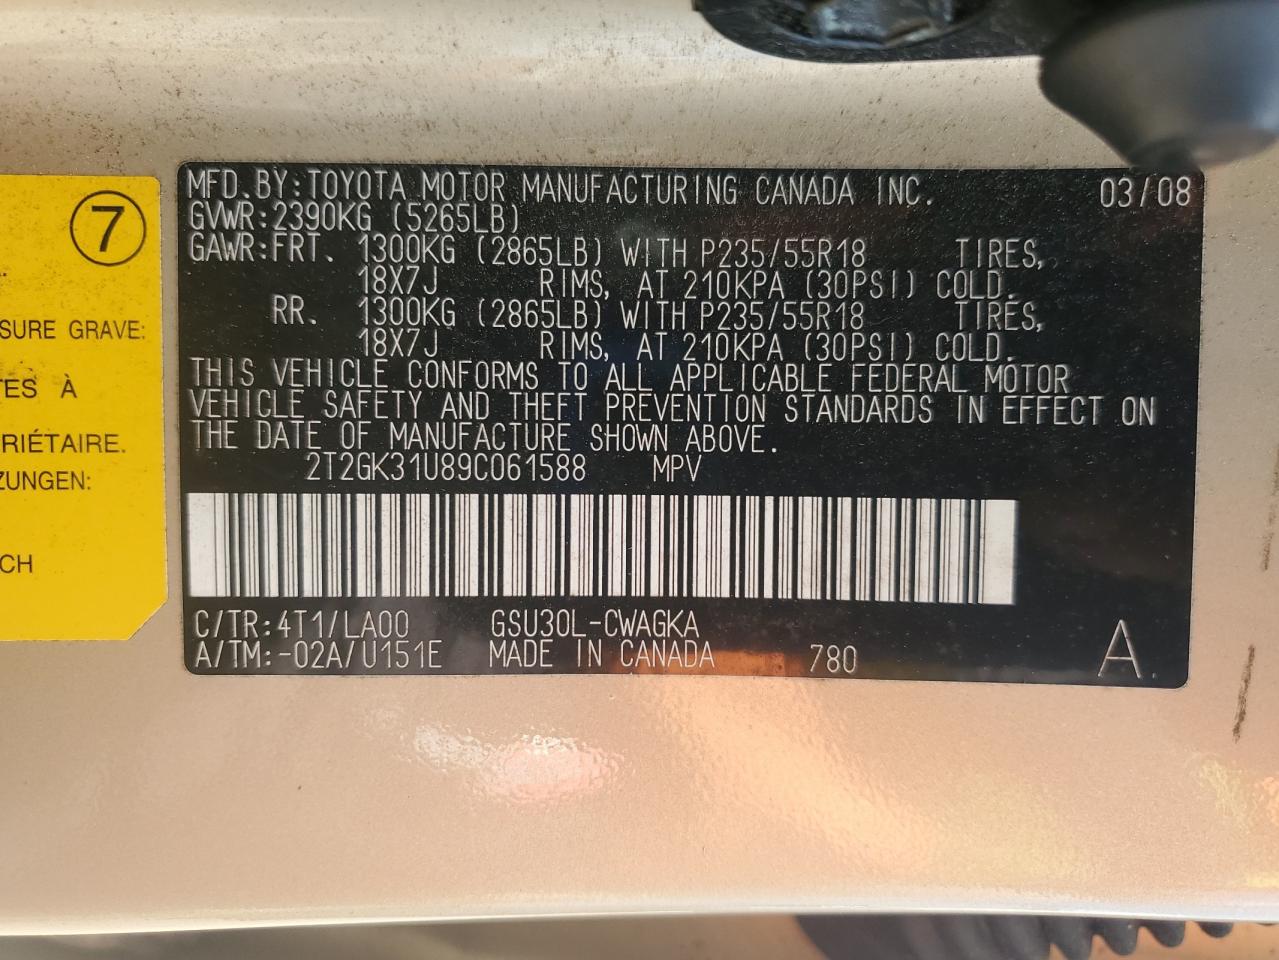 7
SURE GRAVE:
TES À
RIÉTAIRE.
ZUNGEN:
CH
MFD.BY:TOYOTA MOTOR MANUFACTURING CANADA INC. 03/08
GVWR:2390KG (5265LB)
GAWR:FRT. 1300KG (2865LB) WITH P235/55R18 TIRES,
18X7J RIMS, AT 210KPA (30PSI) COLD.
RR. 1300KG (2865LB) WITH P235/55R18 TIRES,
18X7J RIMS, AT 210KPA (30PSI) COLD.
THIS VEHICLE CONFORMS TO ALL APPLICABLE FEDERAL MOTOR
VEHICLE SAFETY AND THEFT PREVENTION STANDARDS IN EFFECT ON
THE DATE OF MANUFACTURE SHOWN ABOVE.
2T2GK31U89C061588 MPV
C/TR:4T1/LA00 GSU30L-CWAGKA
A/TM:-02A/U151E MADE IN CANADA 780 A.